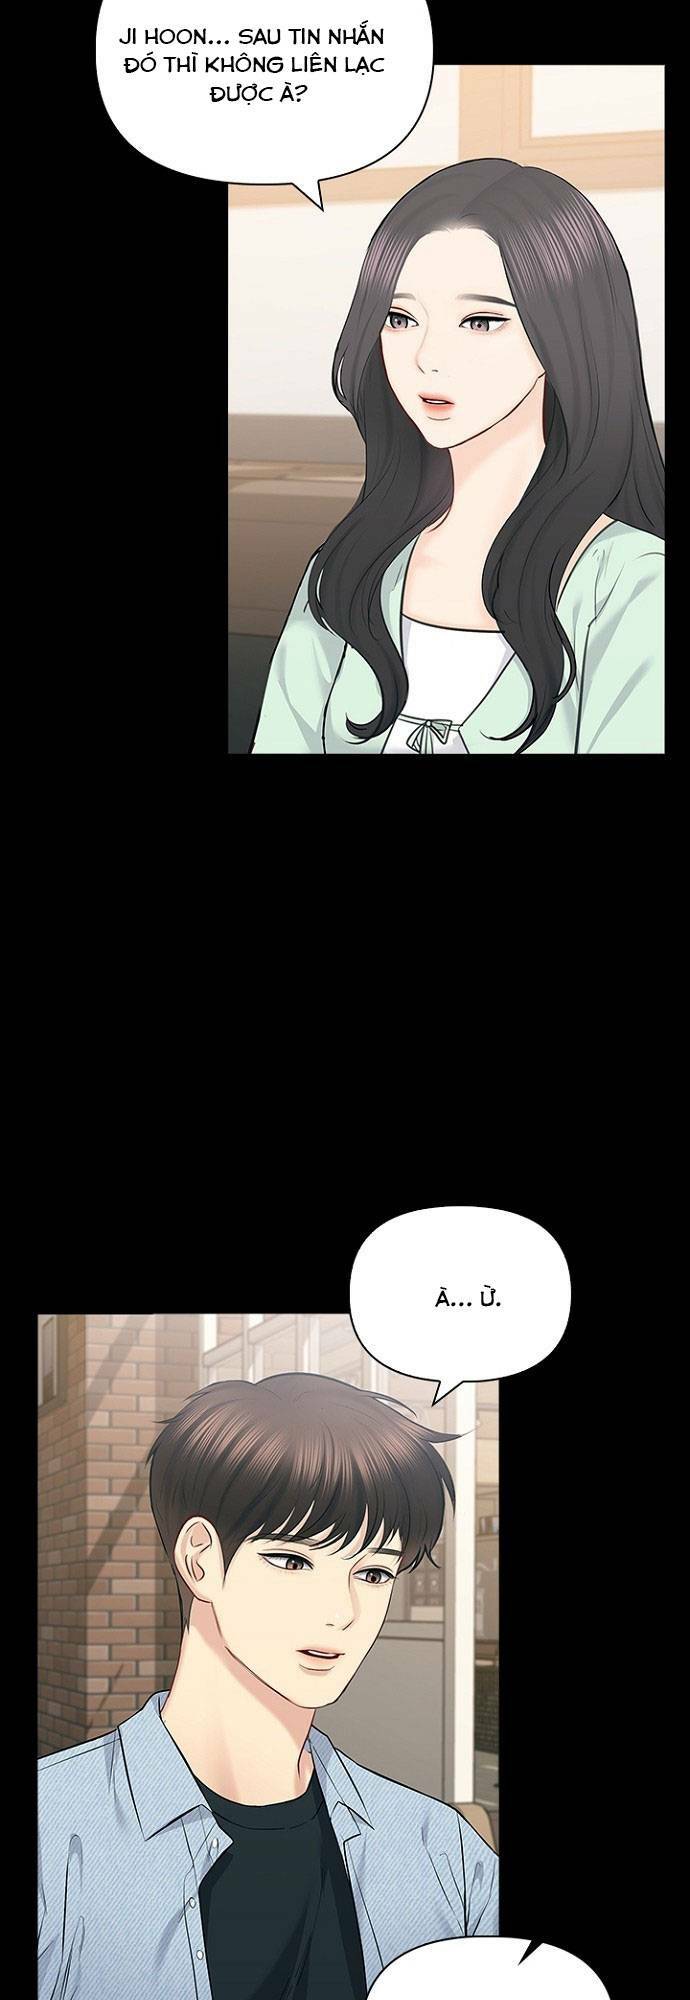 JI HOON... SAU TIN NHẮN
ĐÓ THÌ KHÔNG LIÊN LẠC
ĐƯỢC À?
À... Ừ.